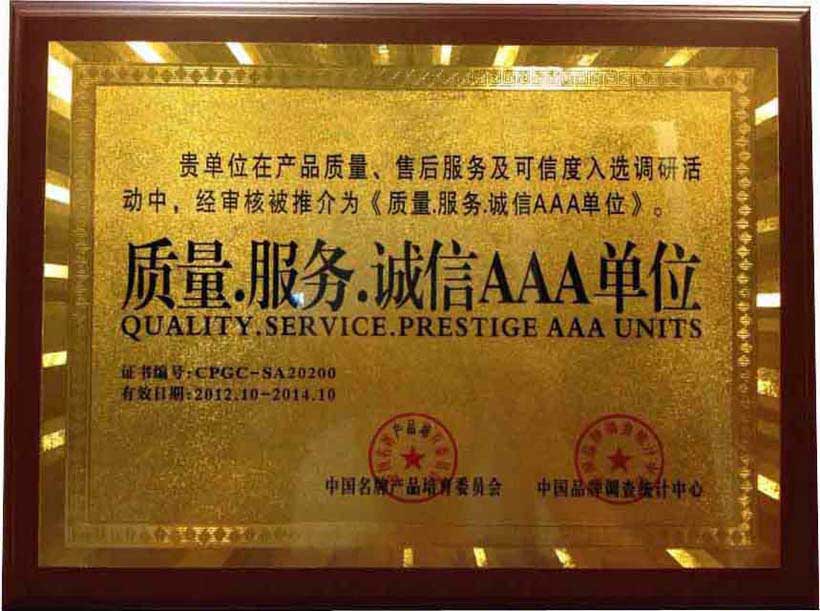 贵单位在产品质量、售后服务及可信度入选调研活
动中，经审核被推介为《质量.服务.诚信AAA单位》。
质量.服务.诚信AAA单位
QUALITY.SERVICE.PRESTIGE AAA UNITS
证书编号:CPGC-SA20200
有效日期:2012.10-2014.10
中国名牌产品培育委员会 中国品牌调查统计中心